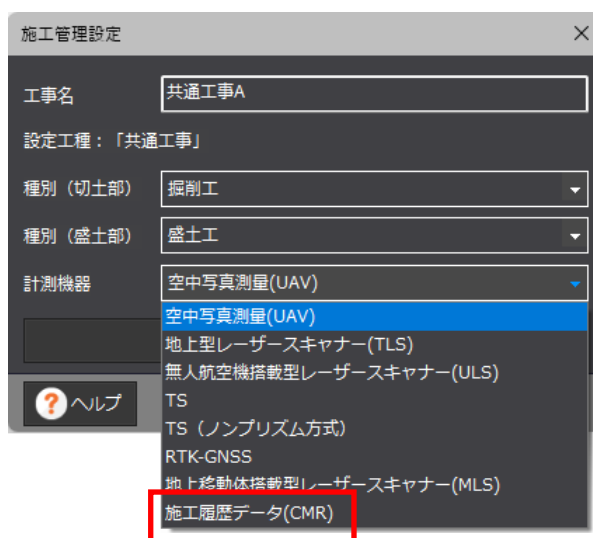 施工管理設定
工事名 共通工事A
設定工種：「共通工事」
種別（切土部） 掘削工
種別（盛土部） 盛土工
計測機器 空中写真測量(UAV)
空中写真測量(UAV)
地上型レーザースキャナー(TLS)
無人航空機搭載型レーザースキャナー(ULS)
TS
TS（ノンプリズム方式）
RTK-GNSS
地上移動体搭載型レーザースキャナー(MLS)
施工履歴データ(CMR)
?ヘルプ